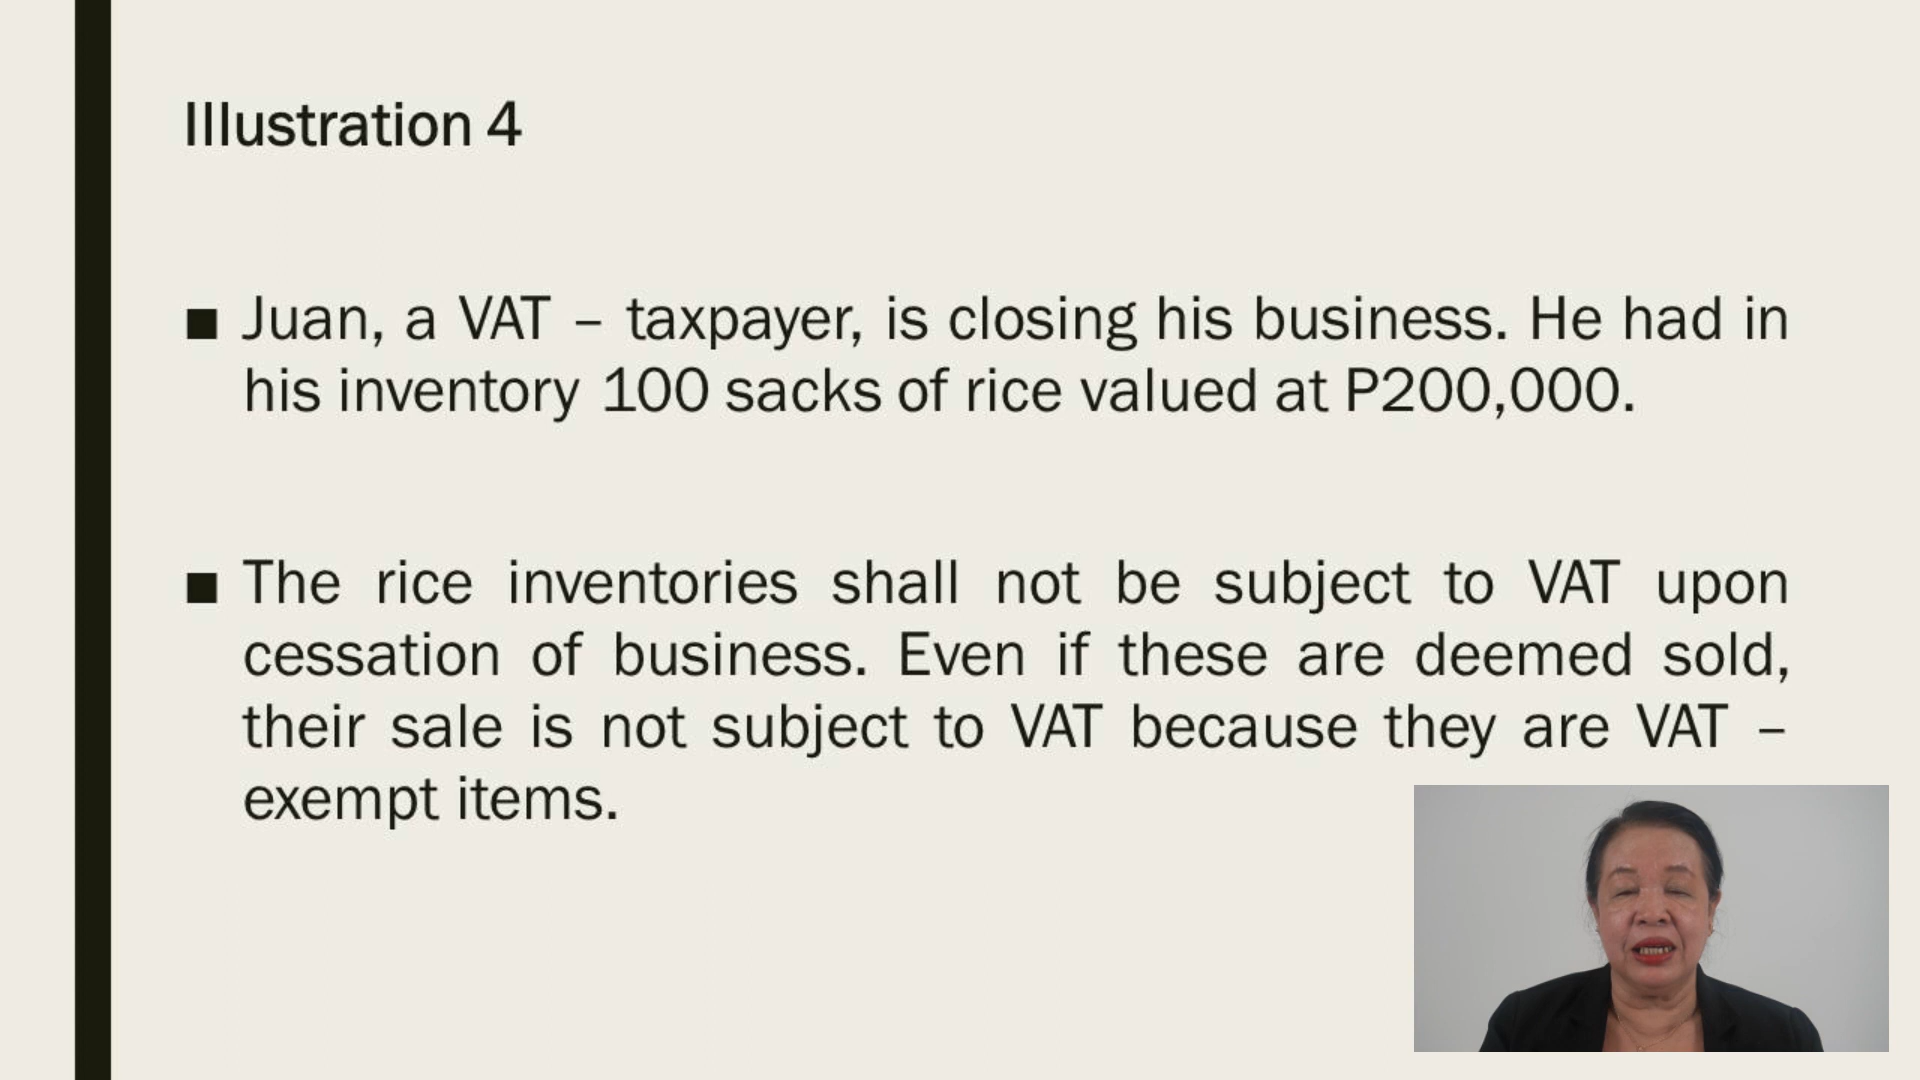 Illustration 4
■ Juan, a VAT – taxpayer, is closing his business. He had in
his inventory 100 sacks of rice valued at P200,000.
■ The rice inventories shall not be subject to VAT upon
cessation of business. Even if these are deemed sold,
their sale is not subject to VAT because they are VAT –
exempt items.